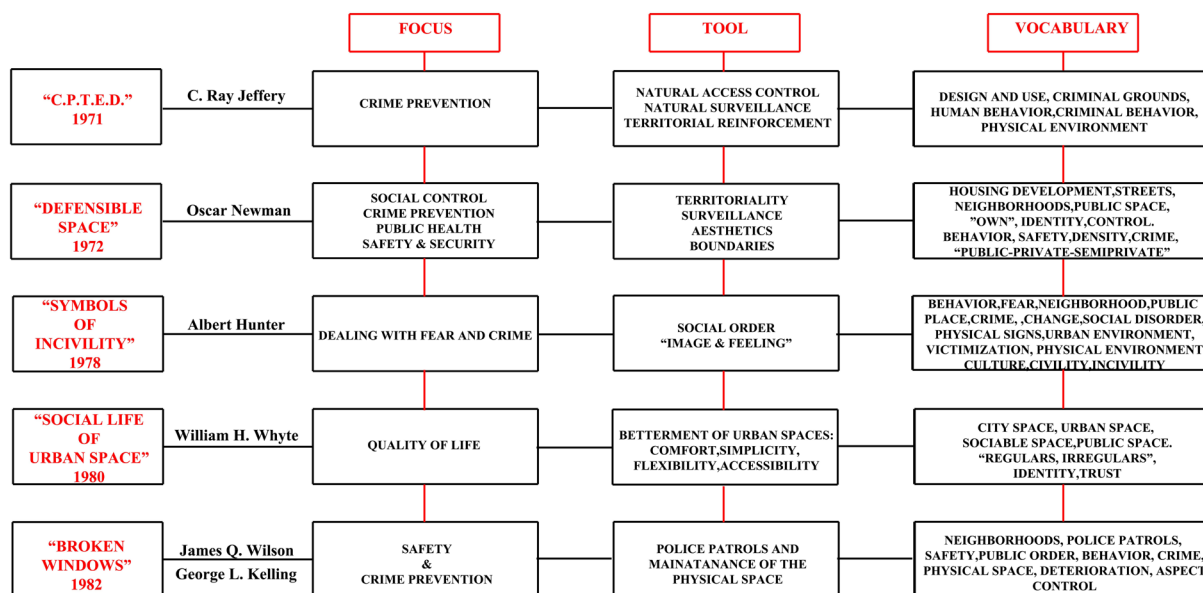 FOCUS
TOOL
VOCABULARY
“C.P.T.E.D.”
1971
C. Ray Jeffery
CRIME PREVENTION
NATURAL ACCESS CONTROL
NATURAL SURVEILLANCE
TERRITORIAL REINFORCEMENT
DESIGN AND USE, CRIMINAL GROUNDS,
HUMAN BEHAVIOR,CRIMINAL BEHAVIOR,
PHYSICAL ENVIRONMENT
“DEFENSIBLE
SPACE”
1972
Oscar Newman
SOCIAL CONTROL
CRIME PREVENTION
PUBLIC HEALTH
SAFETY & SECURITY
TERRITORIALITY
SURVEILLANCE
AESTHETICS
BOUNDARIES
HOUSING DEVELOPMENT,STREETS,
NEIGHBORHOODS,PUBLIC SPACE,
”OWN”, IDENTITY,CONTROL.
BEHAVIOR, SAFETY,DENSITY,CRIME,
“PUBLIC-PRIVATE-SEMIPRIVATE”
“SYMBOLS
OF
INCIVILITY”
1978
Albert Hunter
DEALING WITH FEAR AND CRIME
SOCIAL ORDER
“IMAGE & FEELING”
BEHAVIOR,FEAR,NEIGHBORHOOD,PUBLIC
PLACE,CRIME, ,CHANGE,SOCIAL DISORDER,
PHYSICAL SIGNS,URBAN ENVIRONMENT,
VICTIMIZATION, PHYSICAL ENVIRONMENT
CULTURE,CIVILITY,INCIVILITY
“SOCIAL LIFE
OF
URBAN SPACE”
1980
William H. Whyte
QUALITY OF LIFE
BETTERMENT OF URBAN SPACES:
COMFORT,SIMPLICITY,
FLEXIBILITY,ACCESSIBILITY
CITY SPACE, URBAN SPACE,
SOCIABLE SPACE,PUBLIC SPACE.
“REGULARS, IRREGULARS”,
IDENTITY,TRUST
“BROKEN
WINDOWS”
1982
James Q. Wilson
George L. Kelling
SAFETY
&
CRIME PREVENTION
POLICE PATROLS AND
MAINATANANCE OF THE
PHYSICAL SPACE
NEIGHBORHOODS, POLICE PATROLS,
SAFETY,PUBLIC ORDER, BEHAVIOR, CRIME,
PHYSICAL SPACE, DETERIORATION, ASPECT
CONTROL